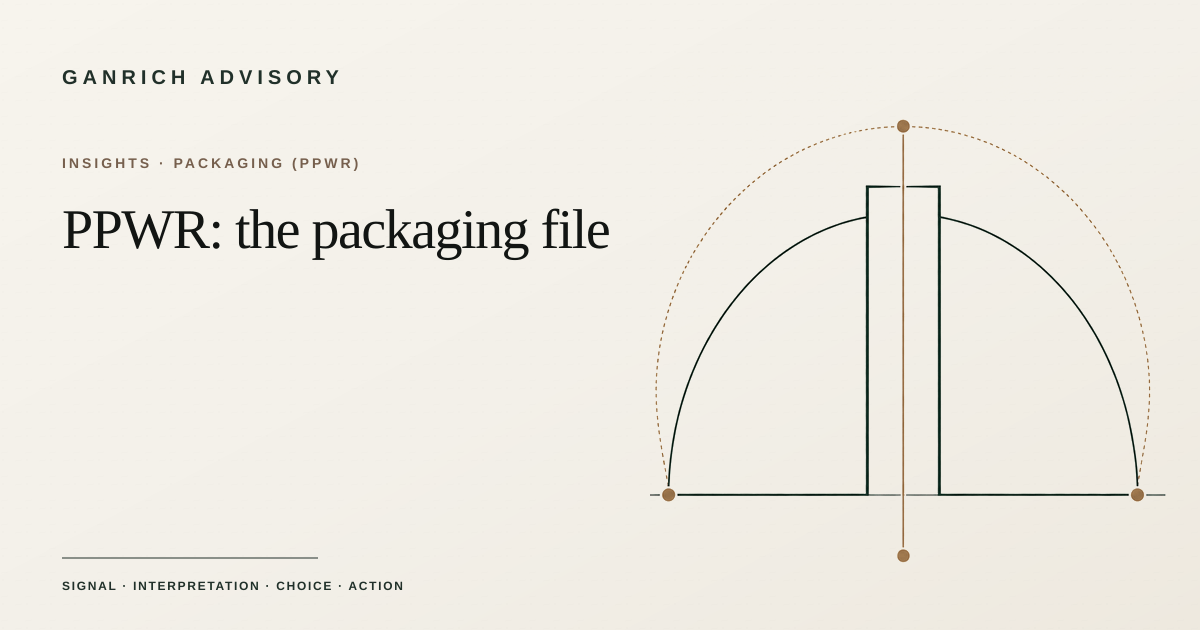 GANRICH ADVISORY
INSIGHTS · PACKAGING (PPWR)
PPWR: the packaging file
SIGNAL · INTERPRETATION · CHOICE · ACTION